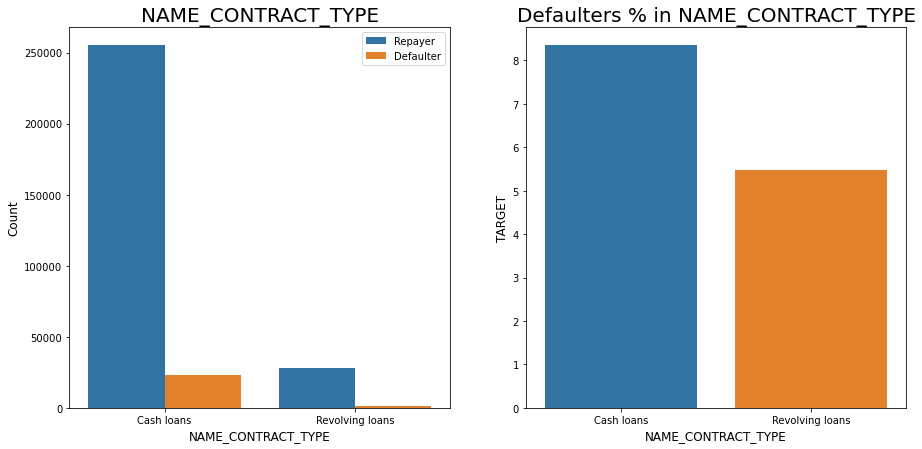 NAME_CONTRACT_TYPE
250000
200000
150000
100000
50000
0
Count
Repayer
Defaulter
Cash loans
Revolving loans
NAME_CONTRACT_TYPE
Defaulters % in NAME_CONTRACT_TYPE
8
7
6
5
4
3
2
1
0
TARGET
Cash loans
Revolving loans
NAME_CONTRACT_TYPE